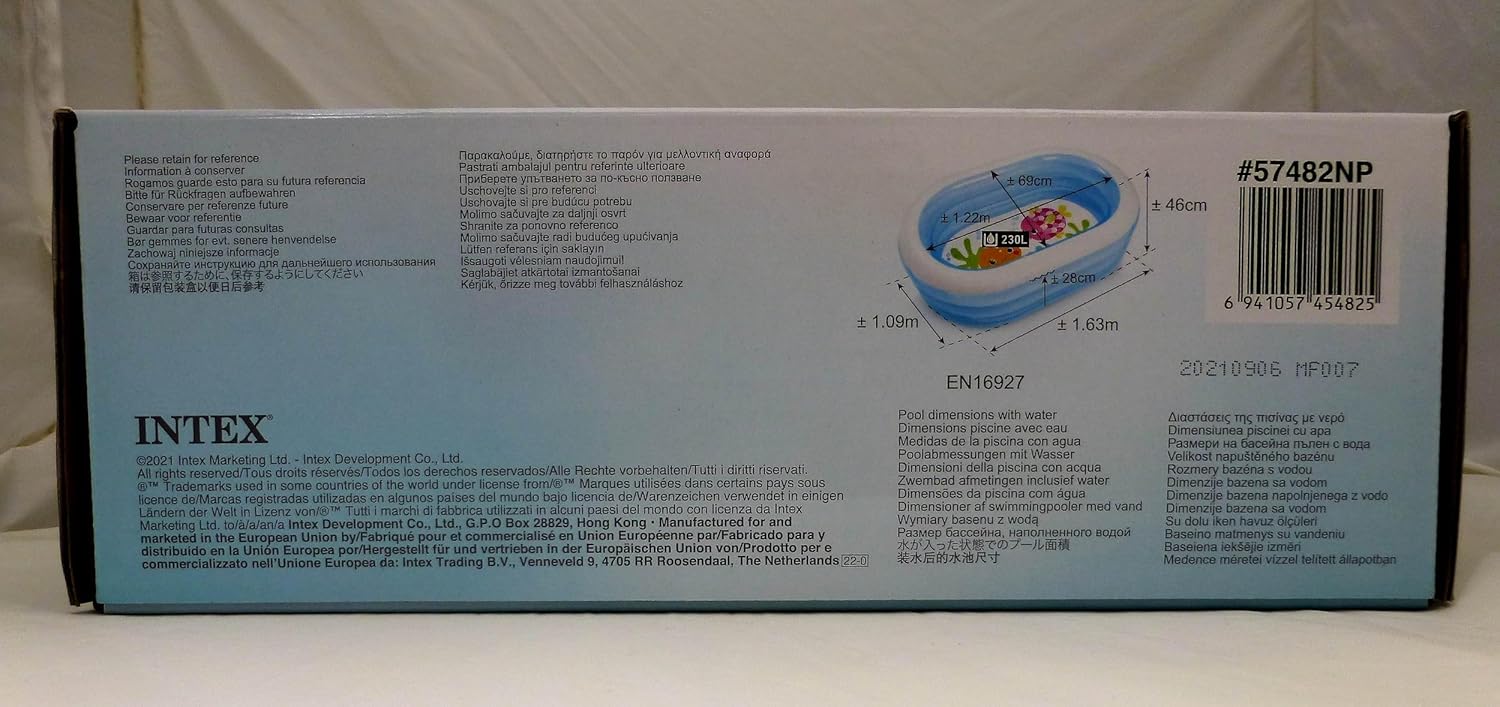 Please retain for reference
Information à conserver
Rogamos guarde esto para su futura referencia
Bitte für Rückfragen aufbewahren
Conservare per referenze future
Bewaar voor referentie
Guardar para futuras consultas
Bør gemmes for evt. senere henvendelse
Zachowaj niniejsze informacje
Сохраняйте инструкцию для дальнейшего использования
箱は参照するために、保存するようにしてください
请保留包装盒以便日后参考
Παρακαλούμε, διατηρήστε το παρόν για μελλοντική αναφορά
Pastrati ambalajul pentru referinte ulterioare
Приберете упътването за по-късно ползване
Uschovejte si pro referenci
Uschovajte si pre budúcu potrebu
Molimo sačuvajte za daljnji osvrt
Shranite za ponovno referenco
Molimo sačuvajte radi budućeg upućivanja
Lütfen referans için saklayın
Išsaugoti vėlesniam naudojimui!
Saglabājiet atkārtotai izmantošanai
Kérjük, őrizze meg további felhasználáshoz
± 69cm
± 1.22m
230L
± 46cm
± 28cm
± 1.09m
± 1.63m
EN16927
#57482NP
6 941057 454825
20210906 MF007
INTEX®
©2021 Intex Marketing Ltd. - Intex Development Co., Ltd.
All rights reserved/Tous droits réservés/Todos los derechos reservados/Alle Rechte vorbehalten/Tutti i diritti riservati.
®™ Trademarks used in some countries of the world under license from/®™ Marques utilisées dans certains pays sous
licence de/Marcas registradas utilizadas en algunos países del mundo bajo licencia de/Warenzeichen verwendet in einigen
Ländern der Welt in Lizenz von/®™ Tutti i marchi di fabbrica utilizzati in alcuni paesi del mondo con licenza da Intex
Marketing Ltd. to/à/a/an/a Intex Development Co., Ltd., G.P.O Box 28829, Hong Kong • Manufactured for and
marketed in the European Union by/Fabriqué pour et commercialisé en Union Européenne par/Fabricado para y
distribuido en la Unión Europea por/Hergestellt für und vertrieben in der Europäischen Union von/Prodotto per e
commercializzato nell'Unione Europea da: Intex Trading B.V., Venneveld 9, 4705 RR Roosendaal, The Netherlands 22-0
Pool dimensions with water
Dimensions piscine avec eau
Medidas de la piscina con agua
Poolabmessungen mit Wasser
Dimensioni della piscina con acqua
Zwembad afmetingen inclusief water
Dimensões da piscina com água
Dimensioner af swimmingpooler med vand
Wymiary basenu z wodą
Размер бассейна, наполненного водой
水が入った状態でのプール面積
装水后的水池尺寸
Διαστάσεις της πισίνας με νερό
Dimensiunea piscinei cu apa
Размери на басейна пълен с вода
Velikost napuštěného bazénu
Rozmery bazéna s vodou
Dimenzije bazena sa vodom
Dimenzije bazena napolnjenega z vodo
Dimenzije bazena sa vodom
Su dolu iken havuz ölçüleri
Baseino matmenys su vandeniu
Baseiena iekšējie izmēri
Medence méretei vízzel telített állapotban